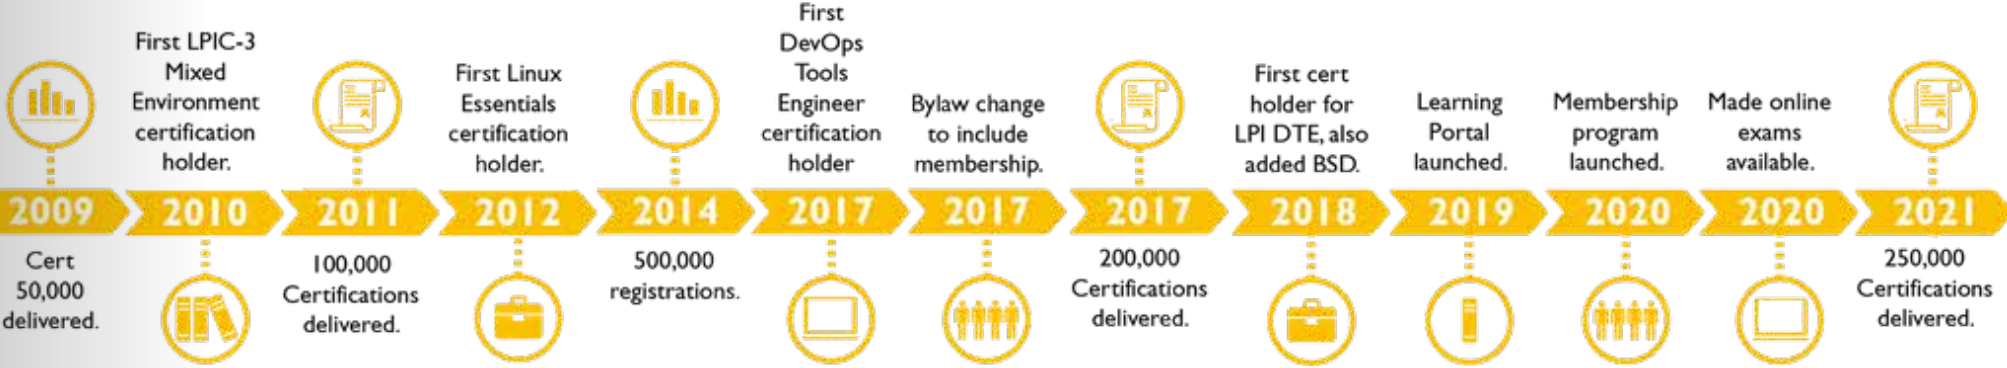 2009
Cert
50,000
delivered.
First LPIC-3
Mixed
Environment
certification
holder.
2010
2011
100,000
Certifications
delivered.
First Linux
Essentials
certification
holder.
2012
2014
500,000
registrations.
First
DevOps
Tools
Engineer
certification
holder
2017
Bylaw change
to include
membership.
2017
2017
200,000
Certifications
delivered.
First cert
holder for
LPI DTE, also
added BSD.
2018
Learning
Portal
launched.
2019
Membership
program
launched.
2020
Made online
exams
available.
2020
2021
250,000
Certifications
delivered.